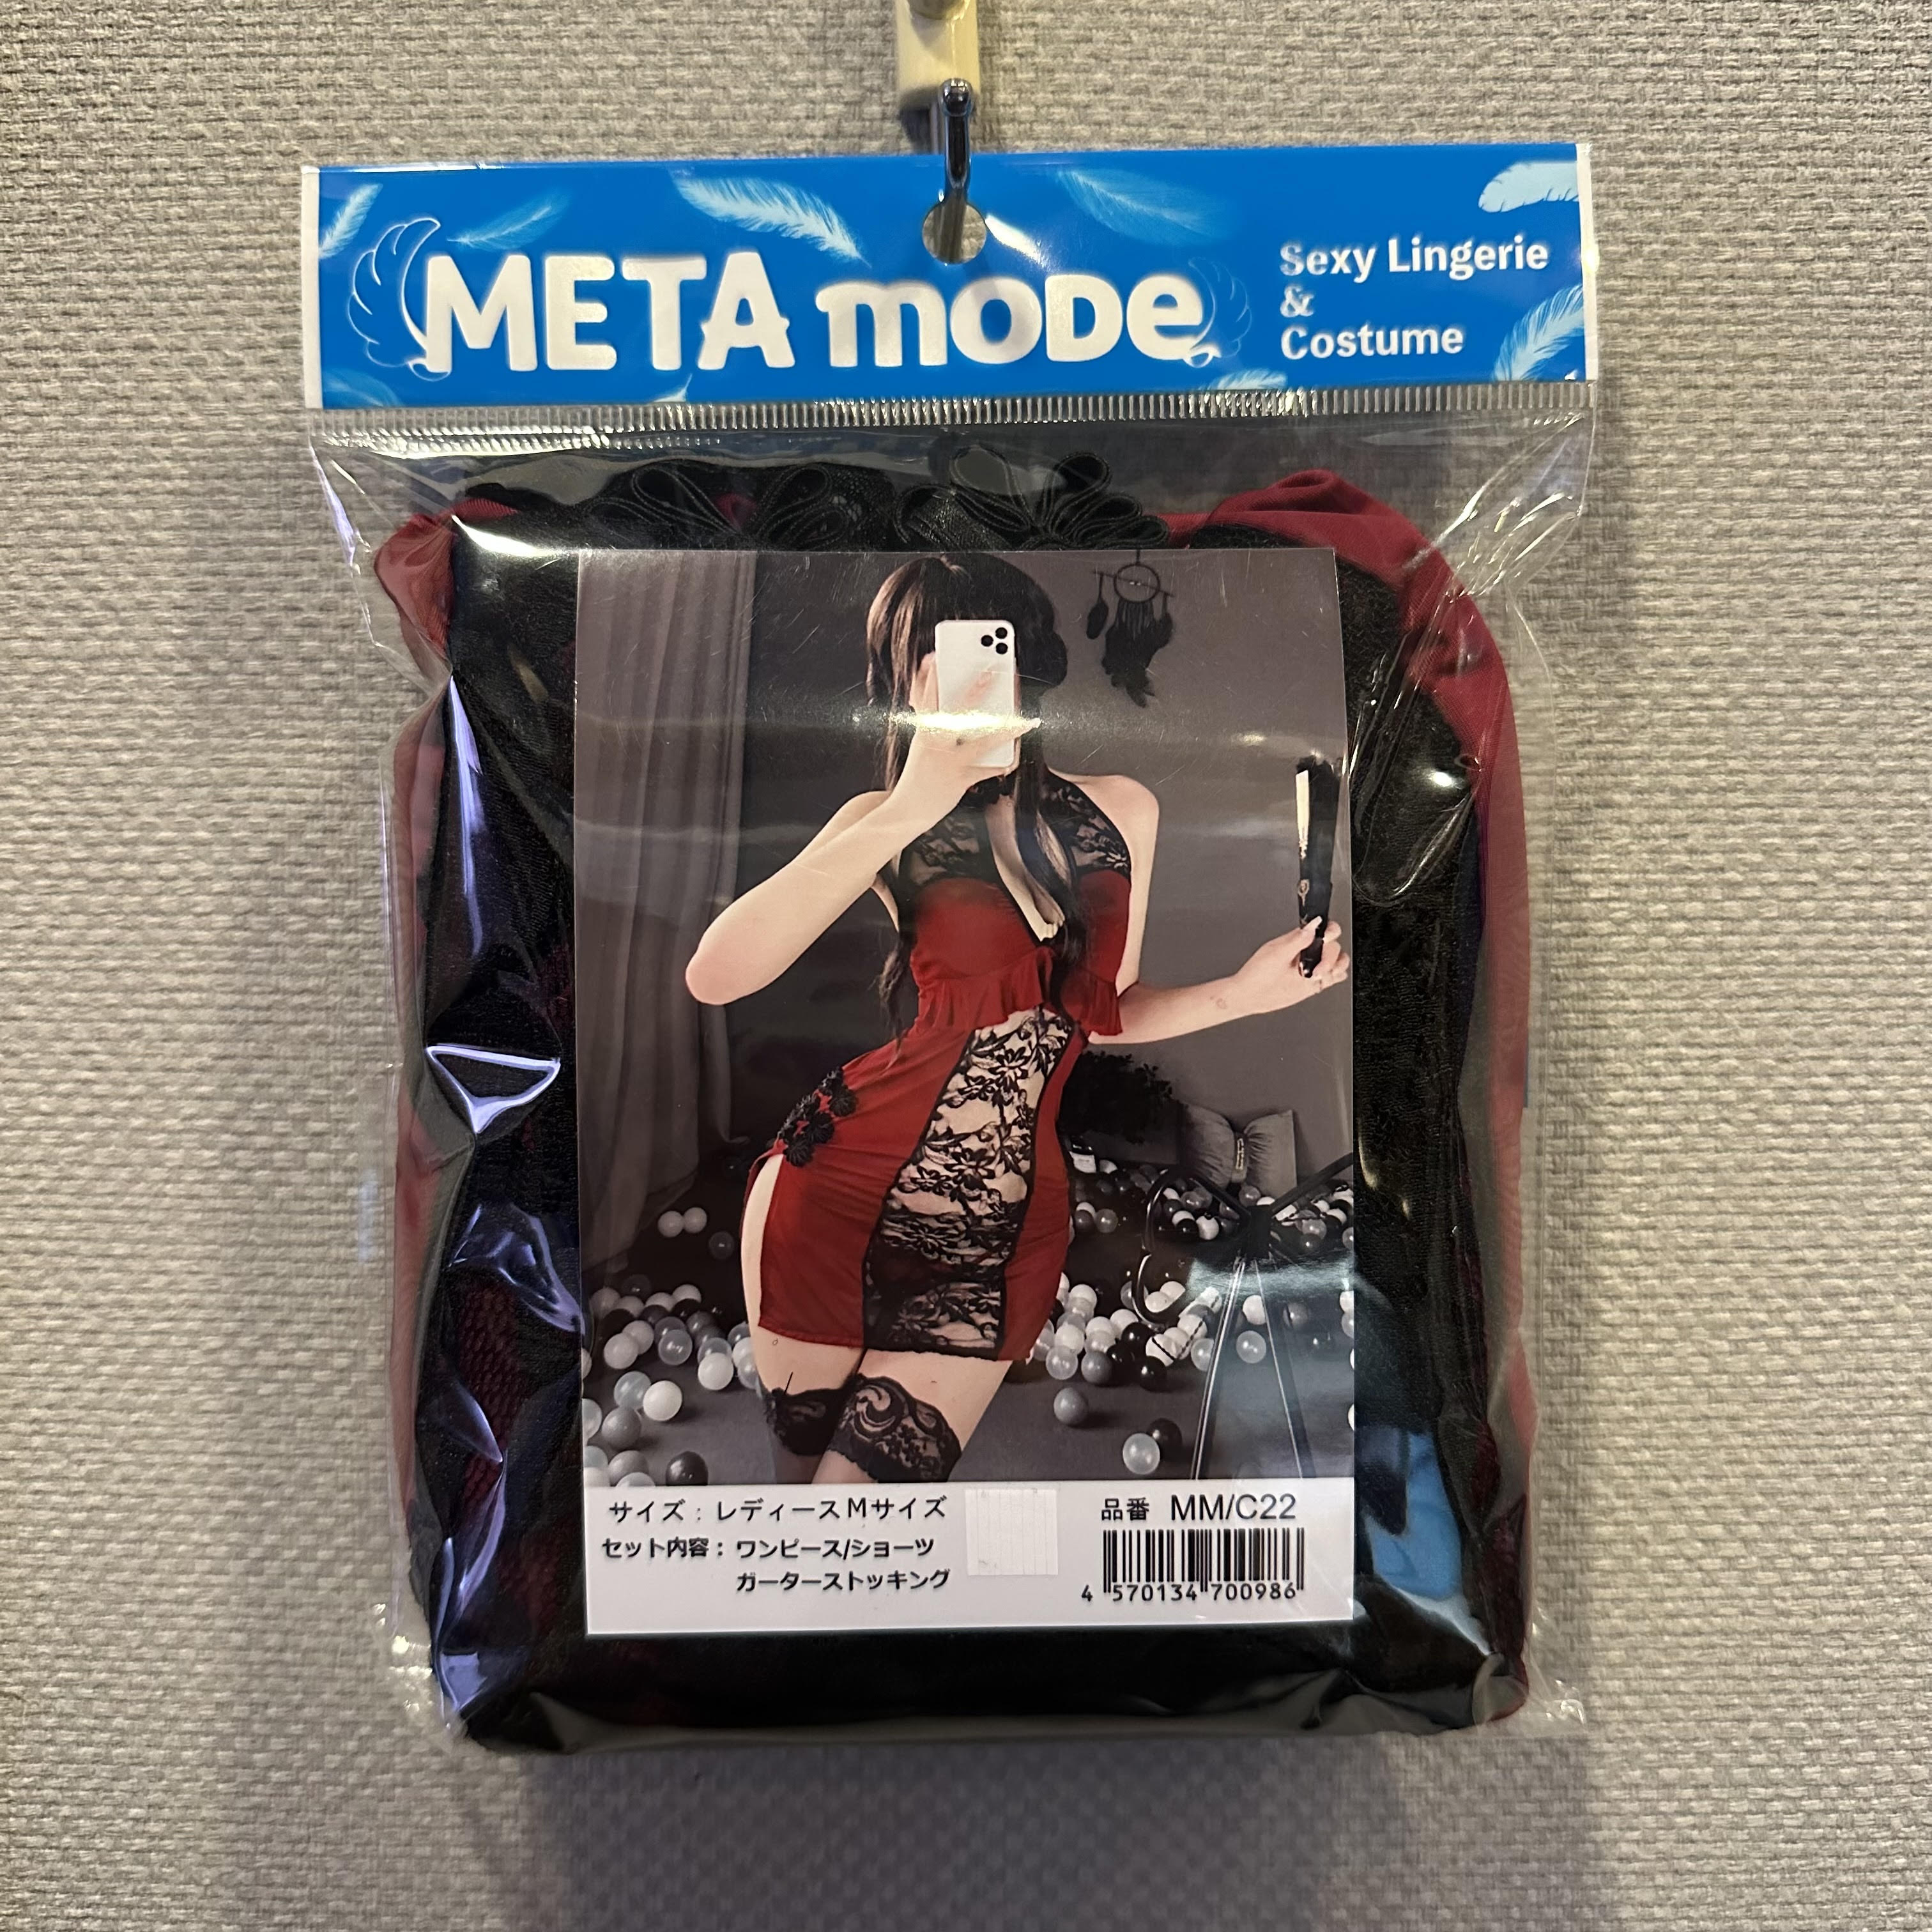 META mode
Sexy Lingerie
&
Costume
サイズ：レディースMサイズ
セット内容：ワンピース/ショーツ
ガーターストッキング
品番 MM/C22
4 570134 700986